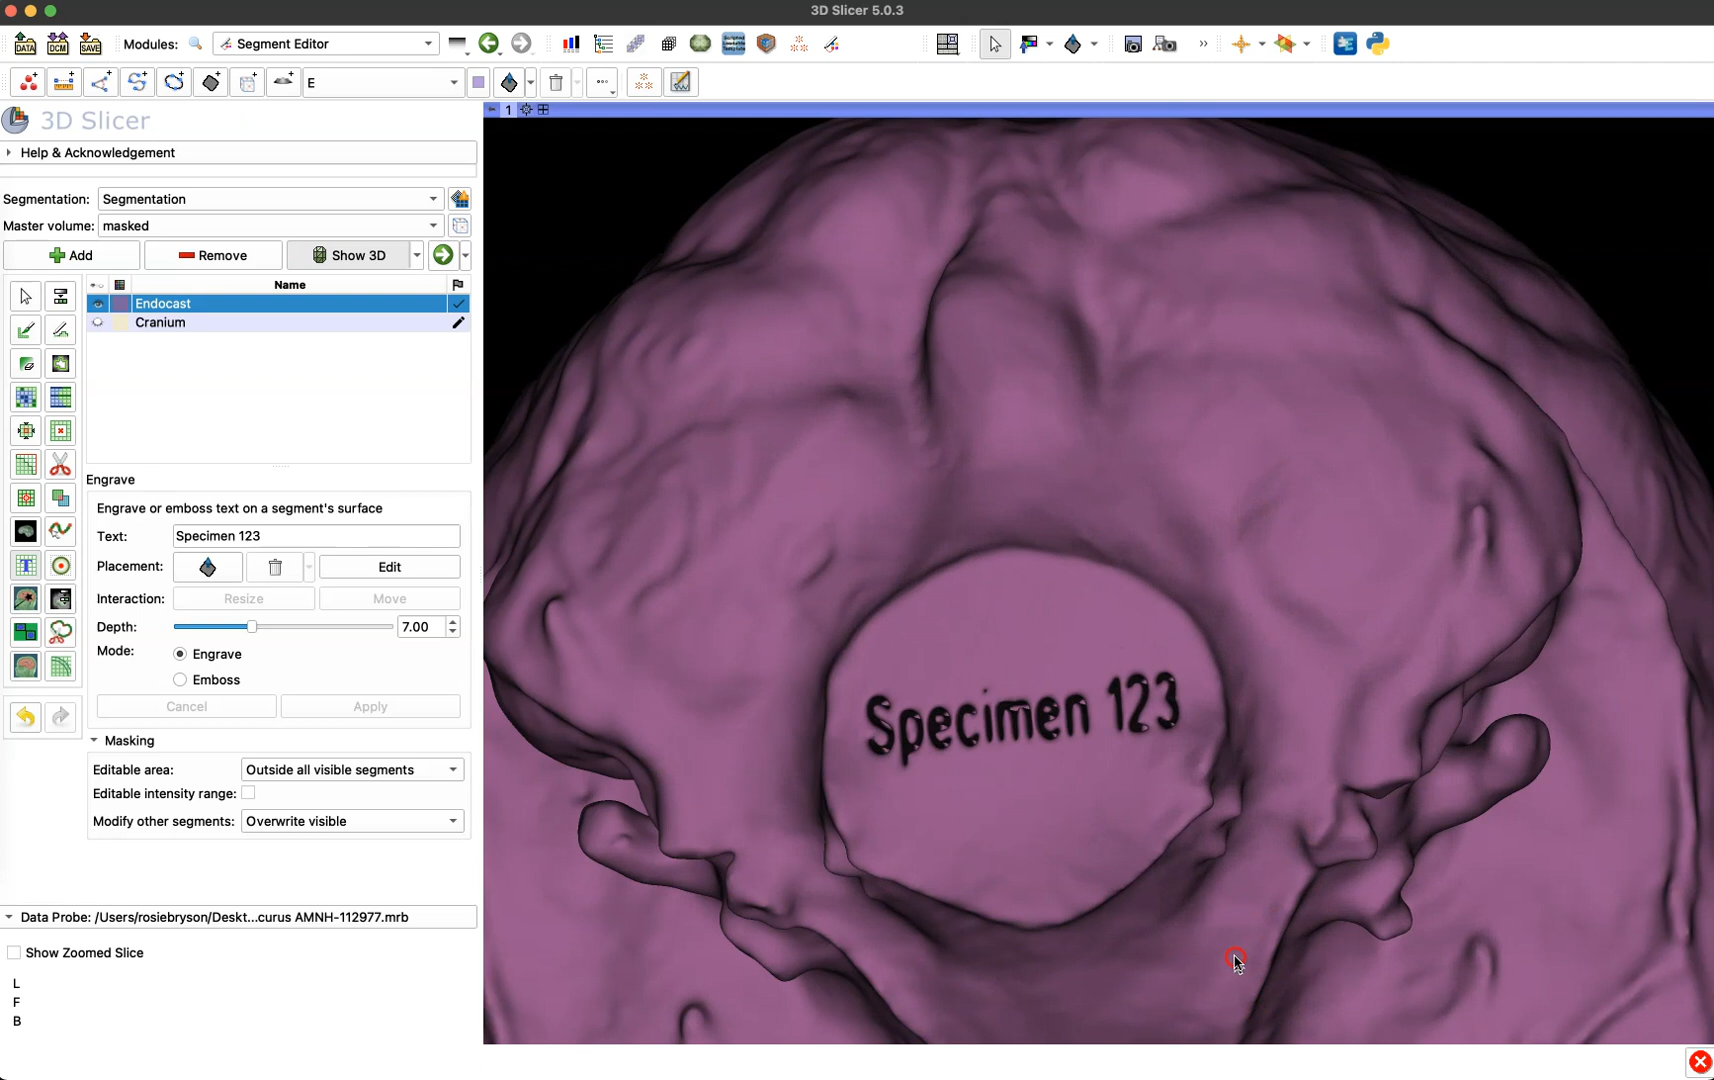 3D Slicer 5.0.3
DATA
DCM
SAVE
Modules:
Segment Editor
E
3D Slicer
1
Help & Acknowledgement
Segmentation: Segmentation
Master volume: masked
Add
Remove
Show 3D
Name
Endocast
Cranium
Engrave
Engrave or emboss text on a segment's surface
Text: Specimen 123
Placement: Edit
Interaction: Resize Move
Depth: 7.00
Mode: Engrave
Emboss
Cancel Apply
Masking
Editable area: Outside all visible segments
Editable intensity range:
Modify other segments: Overwrite visible
Specimen 123
Data Probe: /Users/rosiebryson/Deskt...curus AMNH-112977.mrb
Show Zoomed Slice
L
F
B